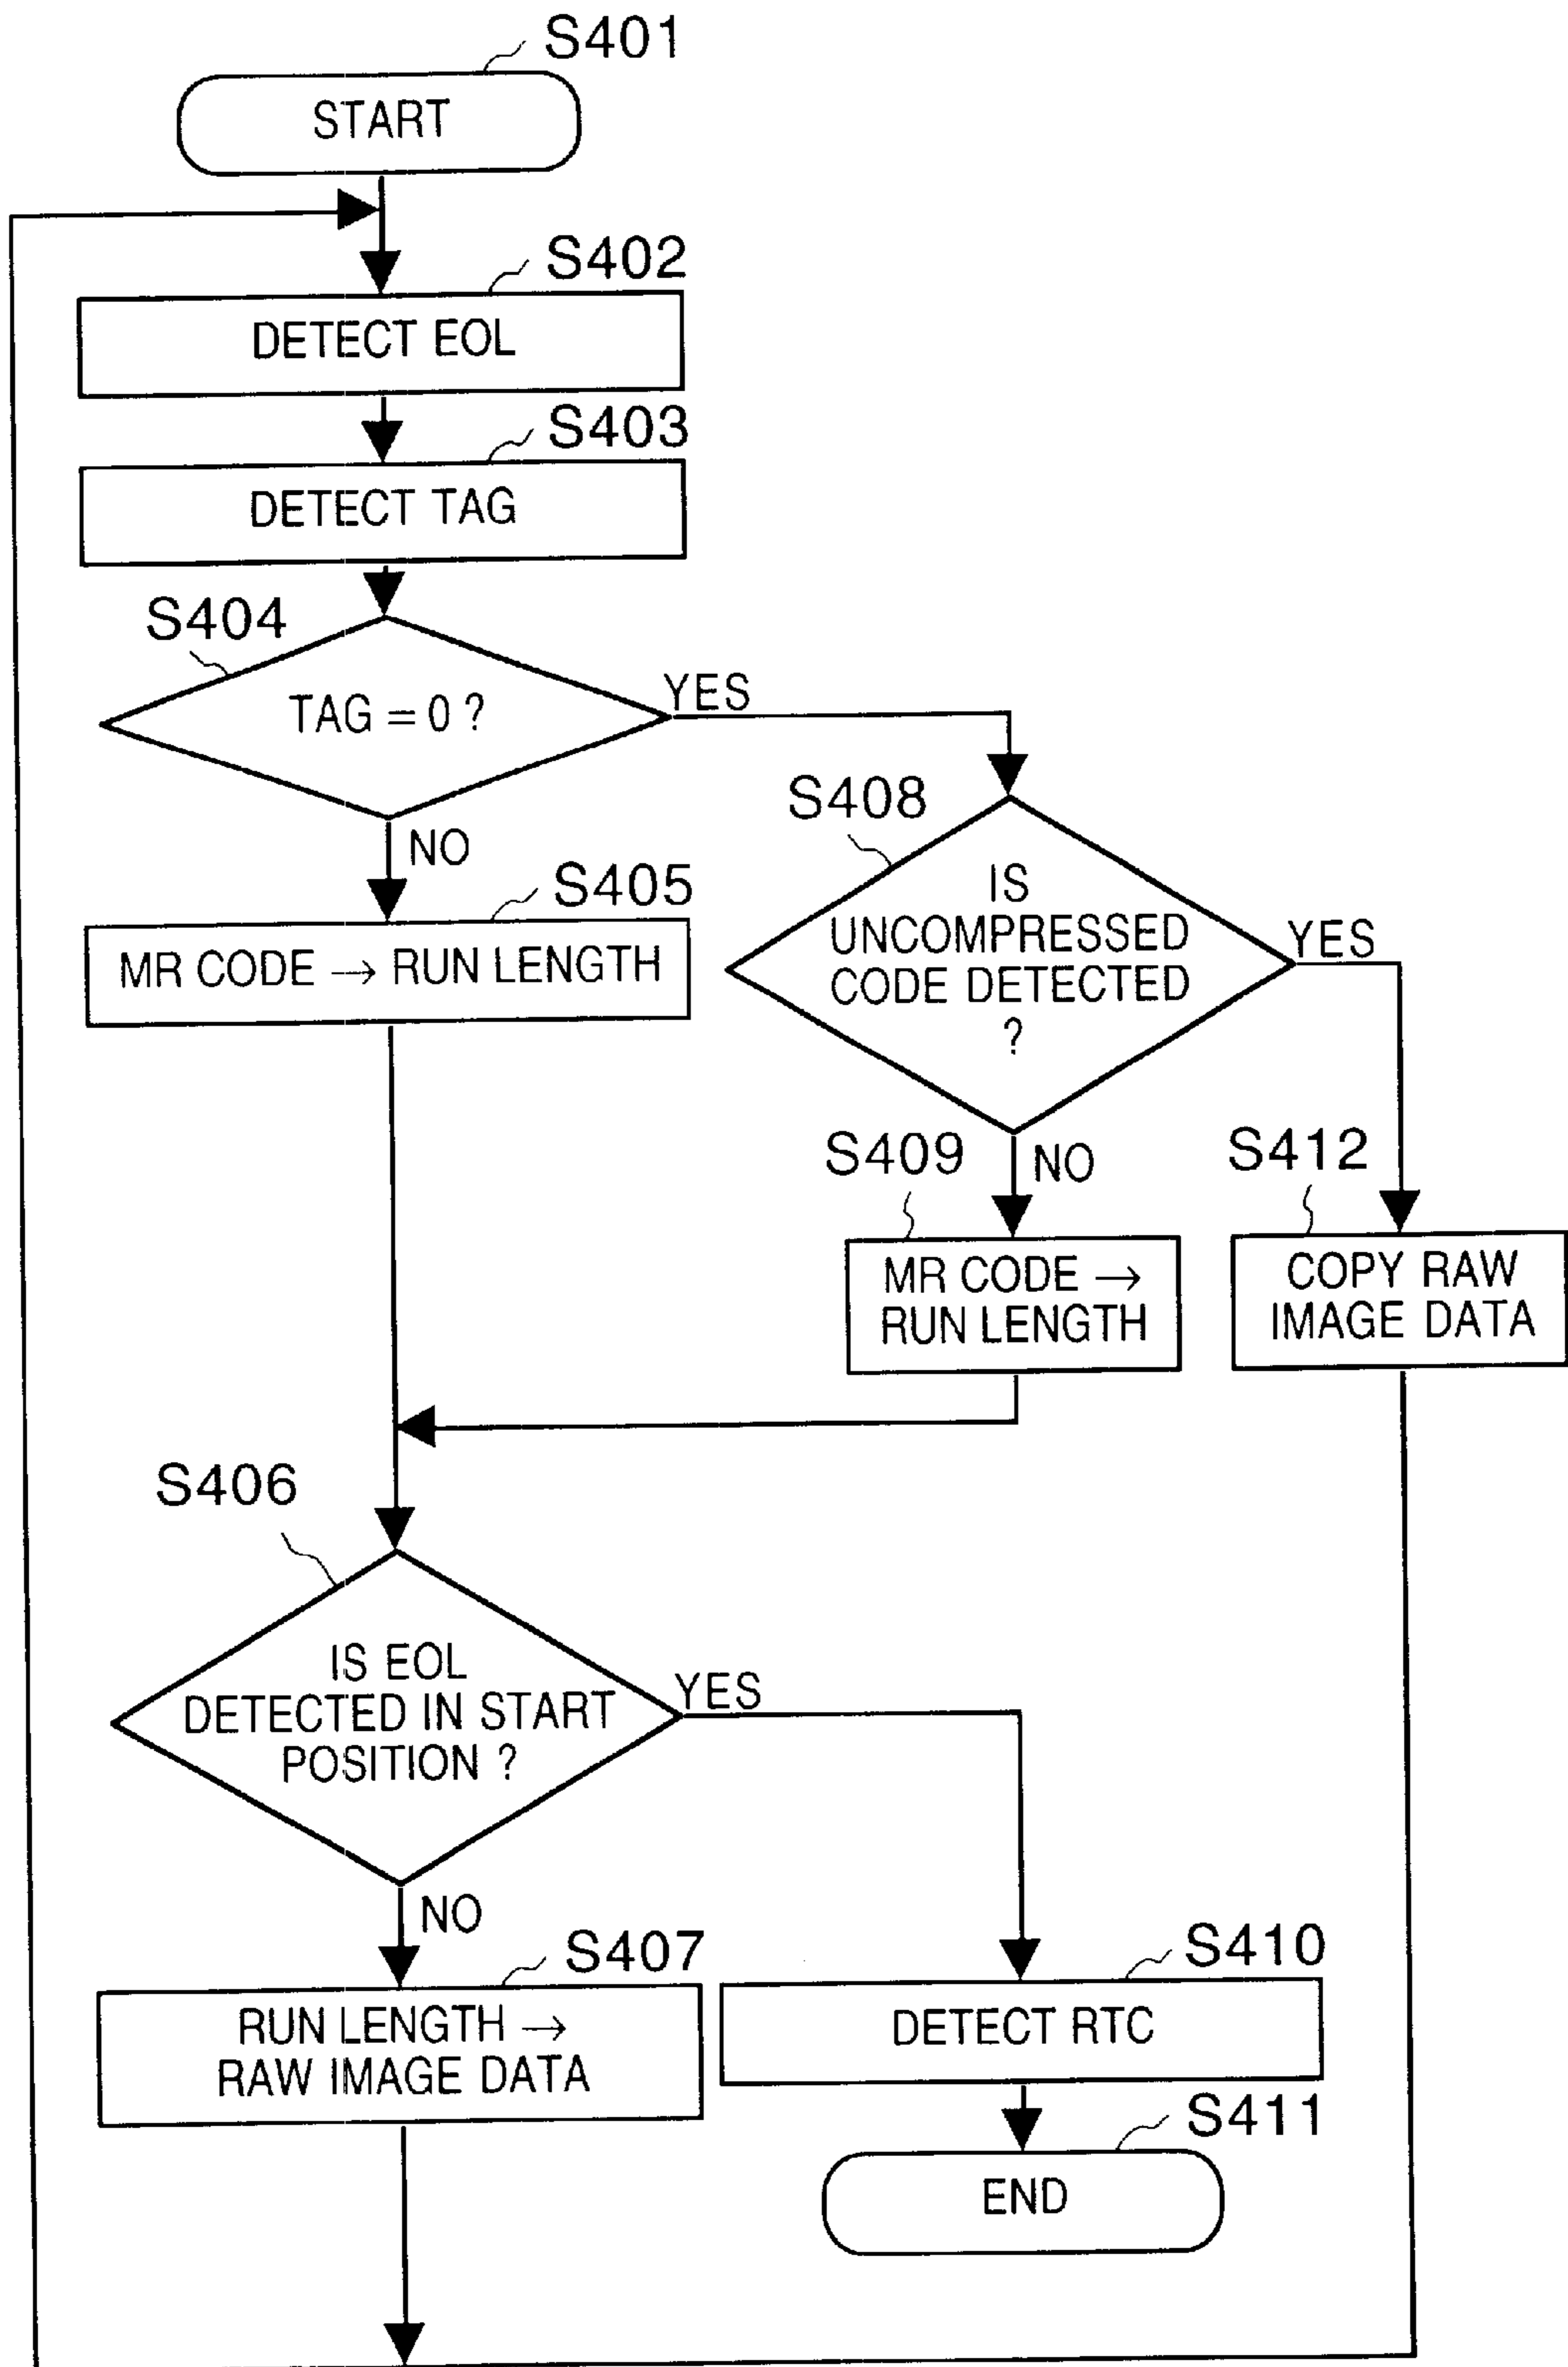 S401
START
S402
DETECT EOL
S403
DETECT TAG
S404
TAG = 0 ?
YES
NO
S408
IS
UNCOMPRESSED
CODE DETECTED
?
YES
NO
S405
MR CODE → RUN LENGTH
S409
MR CODE →
RUN LENGTH
S412
COPY RAW
IMAGE DATA
S406
IS EOL
DETECTED IN START
POSITION ?
YES
NO
S407
RUN LENGTH →
RAW IMAGE DATA
S410
DETECT RTC
S411
END